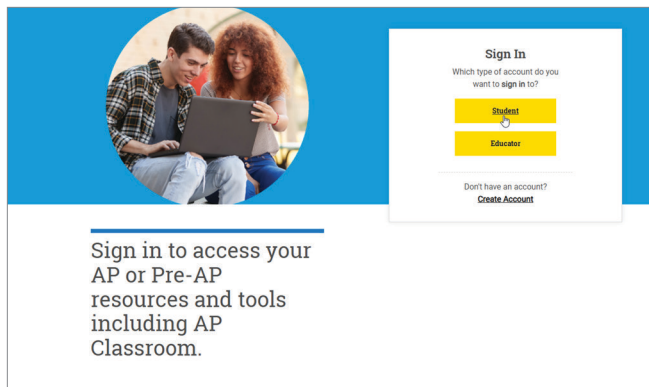 Sign In
Which type of account do you
want to sign in to?
Student
Educator
Don't have an account?
Create Account
Sign in to access your
AP or Pre-AP
resources and tools
including AP
Classroom.